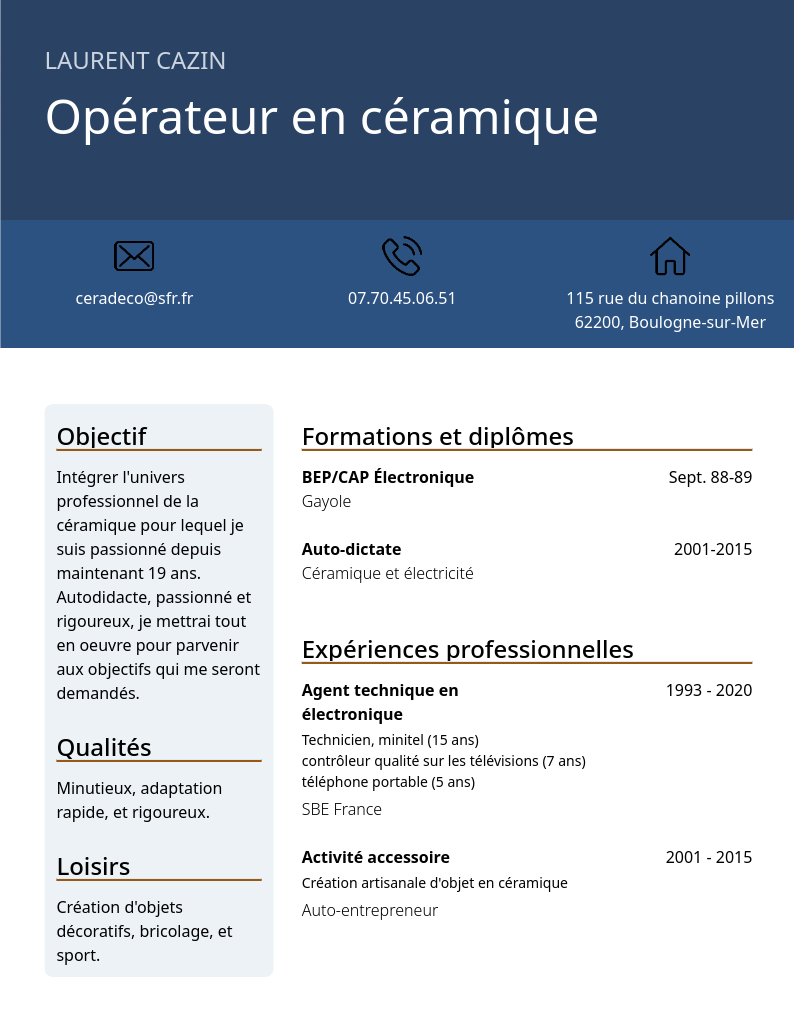 LAURENT CAZIN
Opérateur en céramique
ceradeco@sfr.fr
07.70.45.06.51
115 rue du chanoine pillons
62200, Boulogne-sur-Mer
Objectif
Intégrer l'univers
professionnel de la
céramique pour lequel je
suis passionné depuis
maintenant 19 ans.
Autodidacte, passionné et
rigoureux, je mettrai tout
en oeuvre pour parvenir
aux objectifs qui me seront
demandés.
Qualités
Minutieux, adaptation
rapide, et rigoureux.
Loisirs
Création d'objets
décoratifs, bricolage, et
sport.
Formations et diplômes
BEP/CAP Électronique Sept. 88-89
Gayole
Auto-dictate 2001-2015
Céramique et électricité
Expériences professionnelles
Agent technique en 1993 - 2020
électronique
Technicien, minitel (15 ans)
contrôleur qualité sur les télévisions (7 ans)
téléphone portable (5 ans)
SBE France
Activité accessoire 2001 - 2015
Création artisanale d'objet en céramique
Auto-entrepreneur